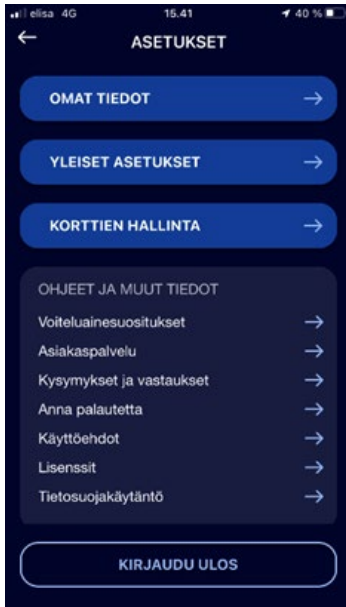 elisa 4G 15.41 40 %
ASETUKSET
OMAT TIEDOT
YLEISET ASETUKSET
KORTTIEN HALLINTA
OHJEET JA MUUT TIEDOT
Voiteluainesuositukset
Asiakaspalvelu
Kysymykset ja vastaukset
Anna palautetta
Käyttöehdot
Lisenssit
Tietosuojakäytäntö
KIRJAUDU ULOS